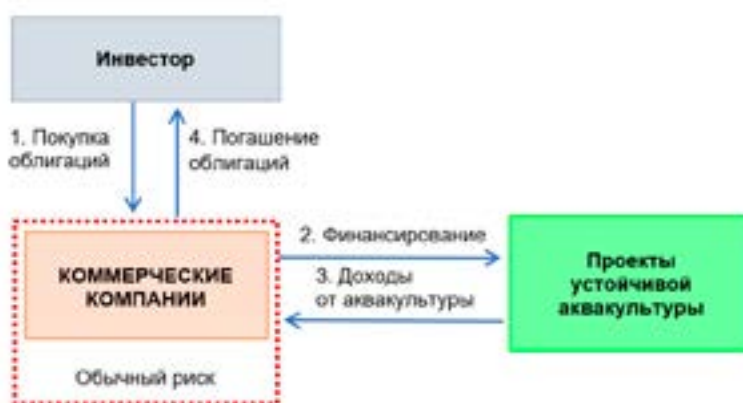 Инвестор
1. Покупка
облигаций
4. Погашение
облигаций
КОММЕРЧЕСКИЕ
КОМПАНИИ
Обычный риск
2. Финансирование
3. Доходы
от аквакультуры
Проекты
устойчивой
аквакультуры